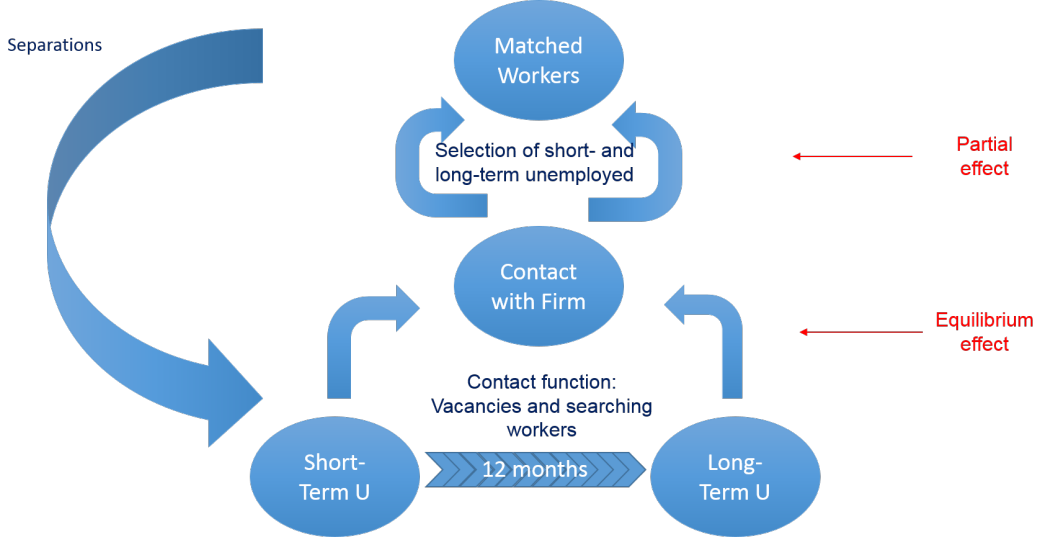 Separations
Matched
Workers
Selection of short- and
long-term unemployed
Partial
effect
Contact
with Firm
Equilibrium
effect
Contact function:
Vacancies and searching
workers
Short-
Term U
12 months
Long-
Term U